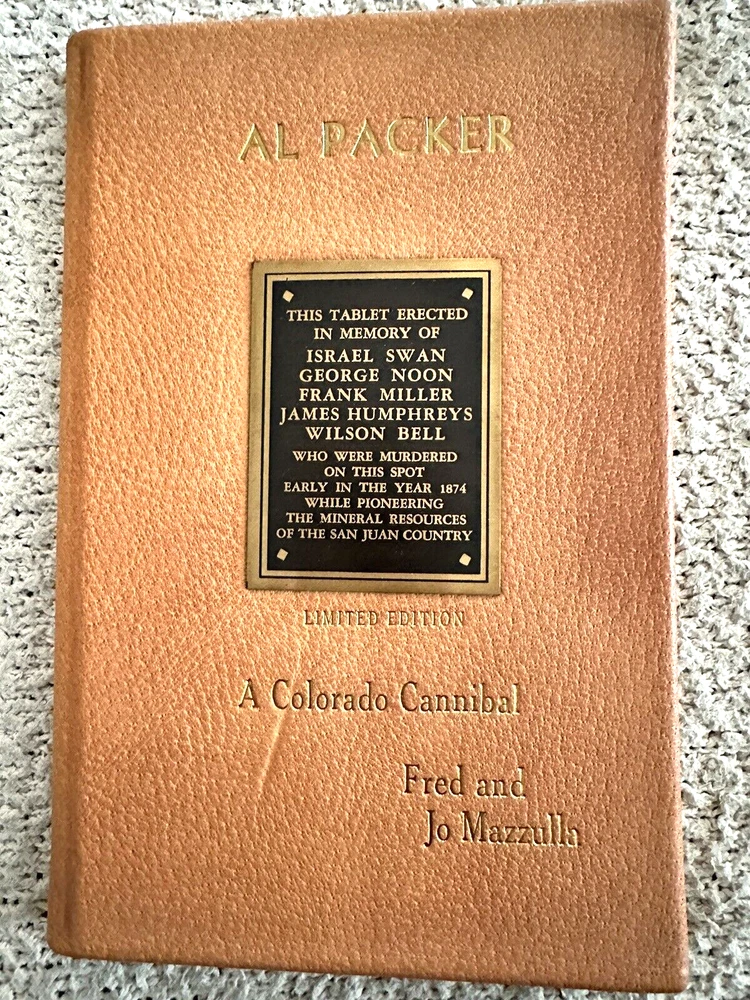 AL PACKER
THIS TABLET ERECTED
IN MEMORY OF
ISRAEL SWAN
GEORGE NOON
FRANK MILLER
JAMES HUMPHREYS
WILSON BELL
WHO WERE MURDERED
ON THIS SPOT
EARLY IN THE YEAR 1874
WHILE PIONEERING
THE MINERAL RESOURCES
OF THE SAN JUAN COUNTRY
LIMITED EDITION
A Colorado Cannibal
Fred and
Jo Mazzulla